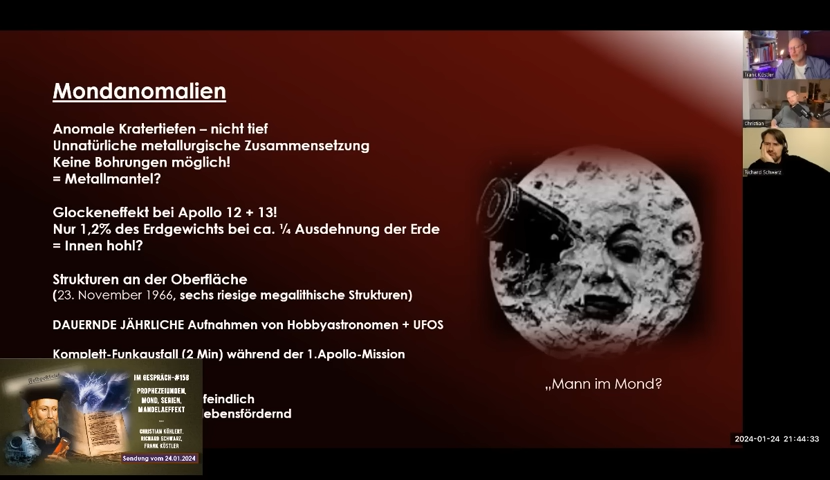 Mondanomalien
Anomale Kratertiefen – nicht tief
Unnatürliche metallurgische Zusammensetzung
Keine Bohrungen möglich!
= Metallmantel?
Glockeneffekt bei Apollo 12 + 13!
Nur 1,2% des Erdgewichts bei ca. ¼ Ausdehnung der Erde
= Innen hohl?
Strukturen an der Oberfläche
(23. November 1966, sechs riesige megalithische Strukturen)
DAUERNDE JÄHRLICHE Aufnahmen von Hobbyastronomen + UFOS
Komplett-Funkausfall (2 Min) während der 1.Apollo-Mission
feindlich
lebensfördernd
„Mann im Mond?
Frank Köstler
Christian
Richard Schwarz
2024-01-24 21:44:33
IM GESPRÄCH-#158
PROPHEZEIUNGEN,
MOND, SERIEN,
MANDELAEFFEKT
CHRISTIAN KÖHLERT,
RICHARD SCHWARZ,
FRANK KÖSTLER
Sendung vom 24.01.2024